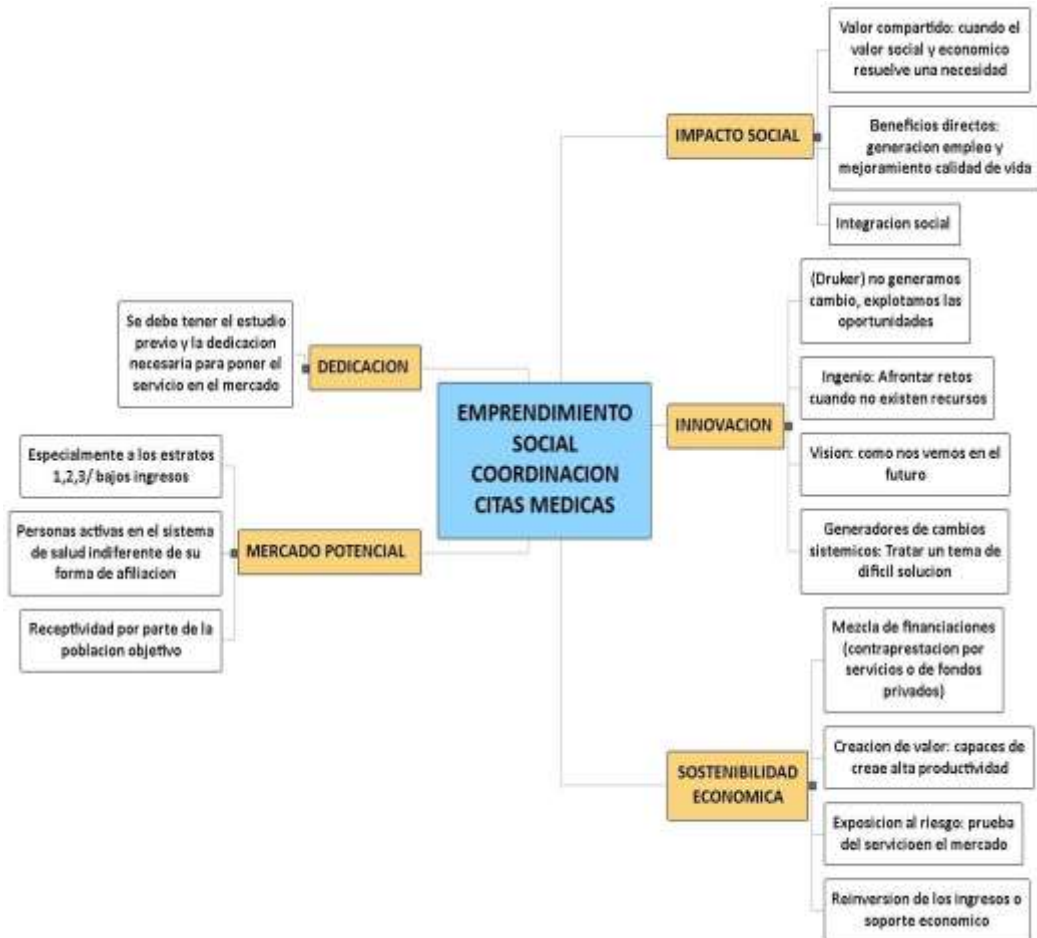 Valor compartido: cuando el
valor social y economico
resuelve una necesidad
IMPACTO SOCIAL
Beneficios directos:
generacion empleo y
mejoramiento calidad de vida
Integracion social
(Druker) no generamos
cambio, explotamos las
oportunidades
Se debe tener el estudio
previo y la dedicacion
necesaria para poner el
servicio en el mercado
DEDICACION
EMPRENDIMIENTO
SOCIAL
COORDINACION
CITAS MEDICAS
INNOVACION
Ingenio: Afrontar retos
cuando no existen recursos
Vision: como nos vemos en el
futuro
Generadores de cambios
sistemicos: Tratar un tema de
dificil solucion
Especialmente a los estratos
1,2,3/ bajos ingresos
Personas activas en el sistema
de salud indiferente de su
forma de afiliacion
MERCADO POTENCIAL
Receptividad por parte de la
poblacion objetivo
Mezcla de financiaciones
(contraprestacion por
servicios o de fondos
privados)
SOSTENIBILIDAD
ECONOMICA
Creacion de valor: capaces de
creae alta productividad
Exposicion al riesgo: prueba
del servicioen el mercado
Reinversion de los ingresos o
soporte economico